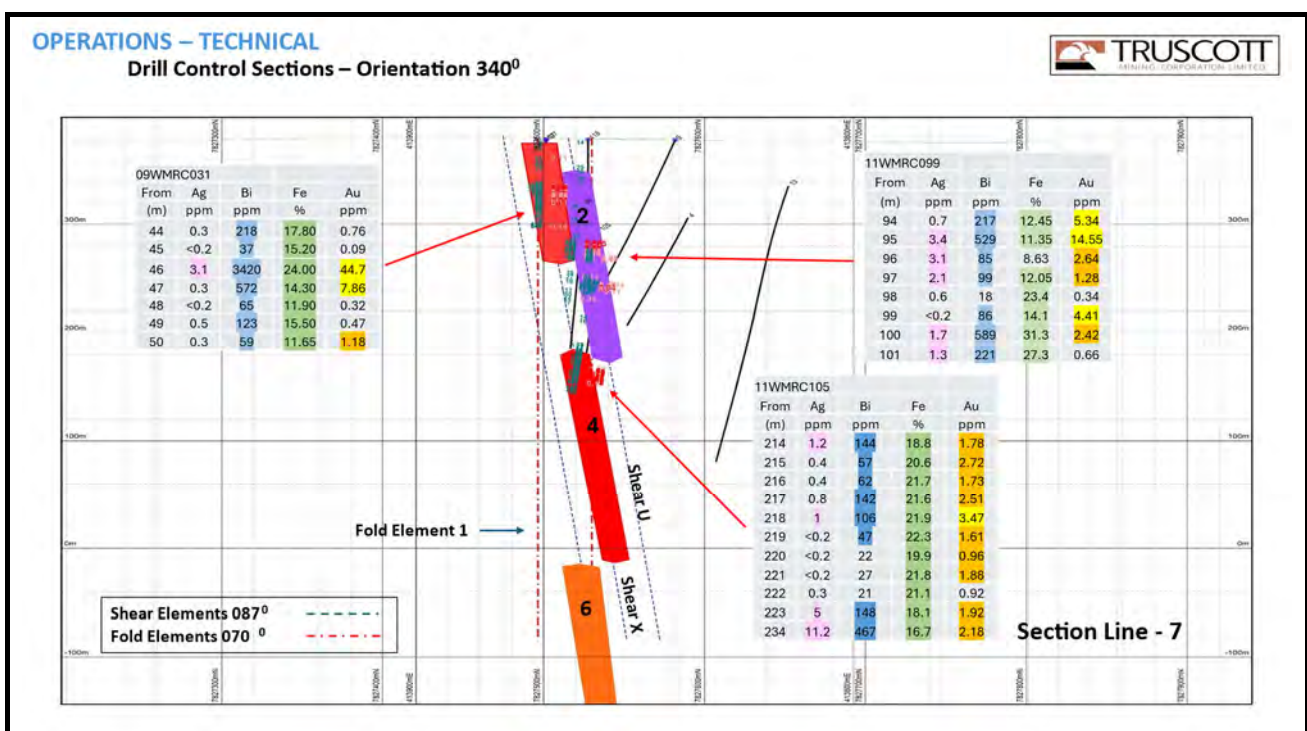 OPERATIONS – TECHNICAL
Drill Control Sections – Orientation 340⁰
TRUSCOTT
MINING CORPORATION LIMITED
09WMRC031
From Ag Bi Fe Au
(m) ppm ppm % ppm
44 0.3 218 17.80 0.76
45 <0.2 37 15.20 0.09
46 3.1 3420 24.00 44.7
47 0.3 572 14.30 7.86
48 <0.2 65 11.90 0.32
49 0.5 123 15.50 0.47
50 0.3 59 11.65 1.18
11WMRC099
From Ag Bi Fe Au
(m) ppm ppm % ppm
94 0.7 217 12.45 5.34
95 3.4 529 11.35 14.55
96 3.1 85 8.63 2.64
97 2.1 99 12.05 1.28
98 0.6 18 23.4 0.34
99 <0.2 86 14.1 4.41
100 1.7 589 31.3 2.42
101 1.3 221 27.3 0.66
11WMRC105
From Ag Bi Fe Au
(m) ppm ppm % ppm
214 1.2 144 18.8 1.78
215 0.4 57 20.6 2.72
216 0.4 62 21.7 1.73
217 0.8 142 21.6 2.51
218 1 106 21.9 3.47
219 <0.2 47 22.3 1.61
220 <0.2 22 19.9 0.96
221 <0.2 27 21.8 1.88
222 0.3 21 21.1 0.92
223 5 148 18.1 1.92
234 11.2 467 16.7 2.18
300m 300m
200m 200m
100m 100m
0m 0m
-100m -100m
2
4
6
Shear U
Shear X
Fold Element 1
Shear Elements 087⁰
Fold Elements 070 ⁰
Section Line - 7